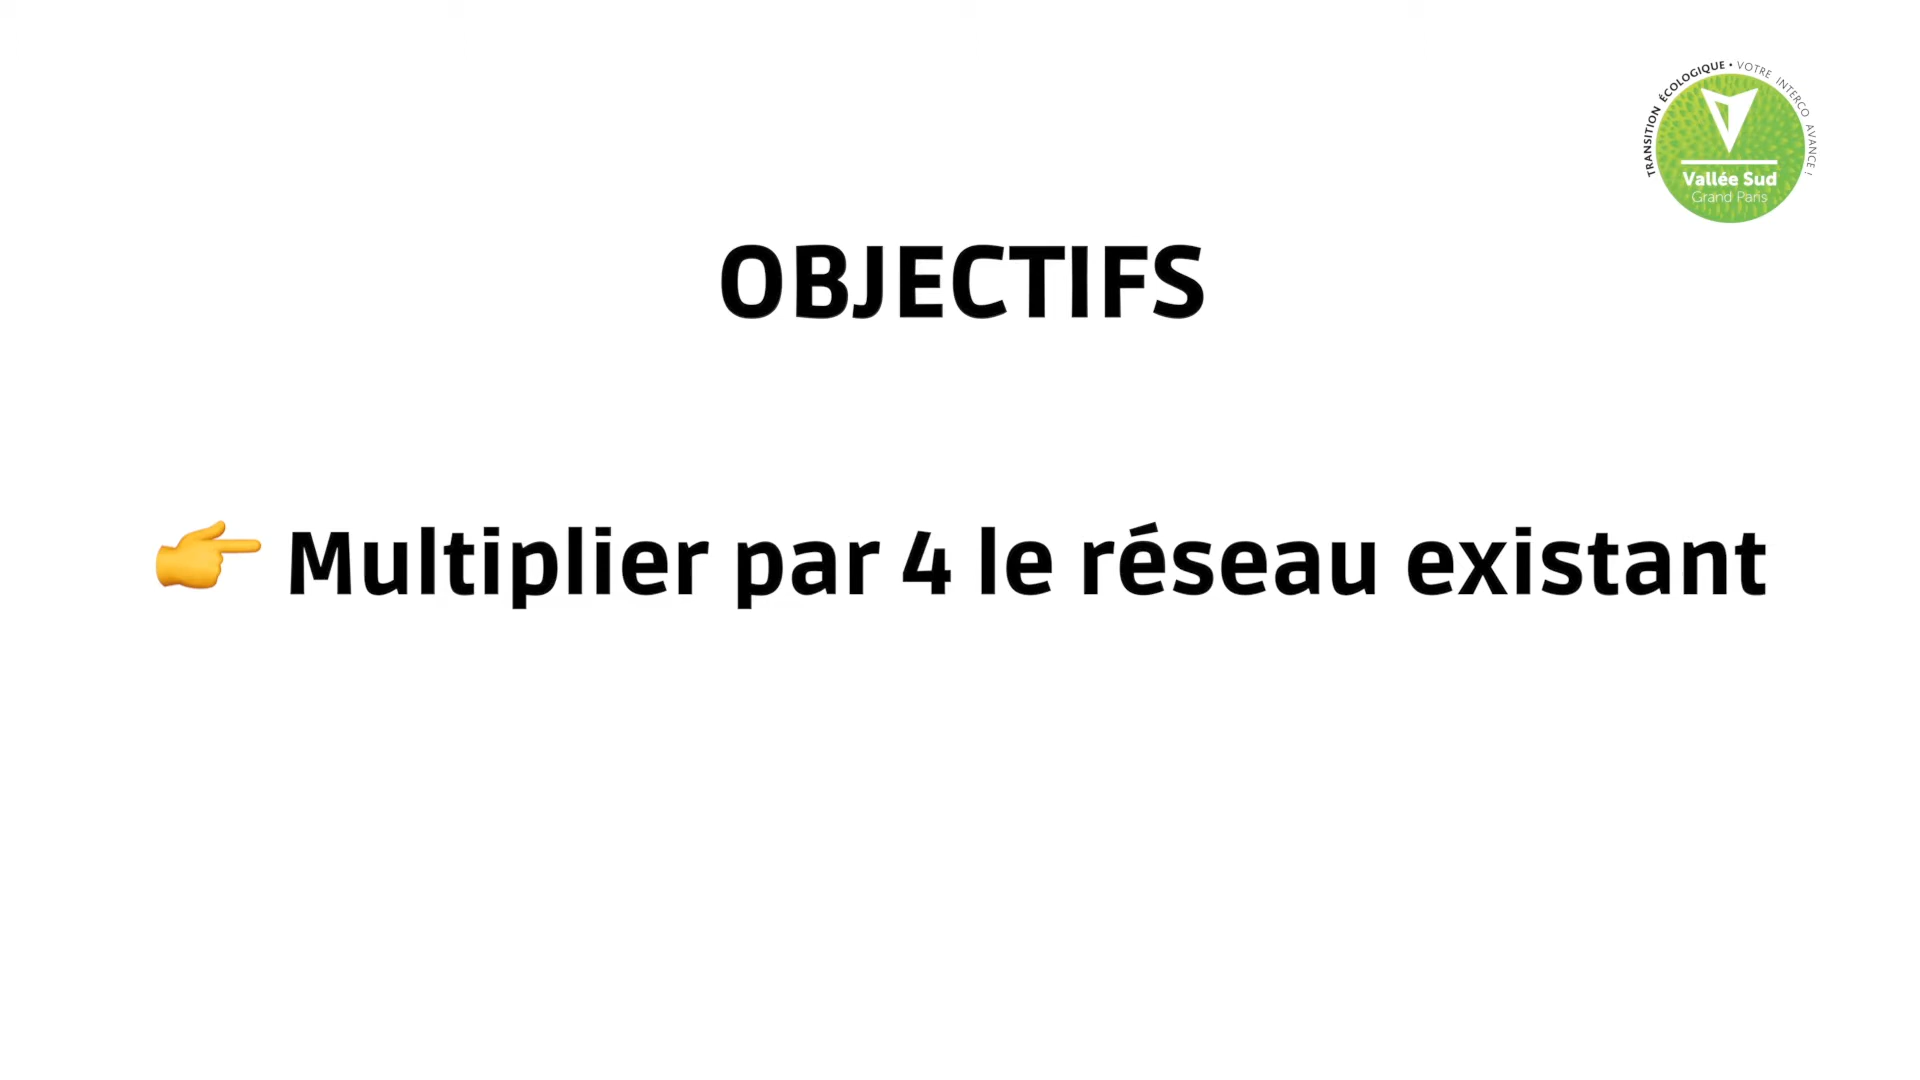 TRANSITION ÉCOLOGIQUE • VOTRE INTERCO AVANCE !
Vallée Sud
Grand Paris
OBJECTIFS
👉 Multiplier par 4 le réseau existant